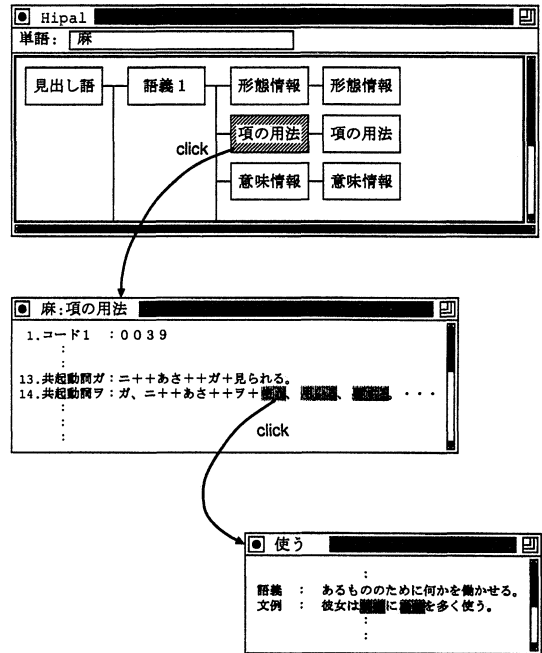 Hipal
単語: 麻
見出し語 語義1 形態情報 形態情報
項の用法 項の用法
click
意味情報 意味情報
麻:項の用法
1.コード1 :0039
:
:
13.共起動詞ガ:ニ++あさ++ガ+見られる。
14.共起動詞ヲ:ガ、ニ++あさ++ヲ+、、。・・・
:
:
:
click
使う
:
語義 : あるもののために何かを働かせる。
文例 : 彼女はにを多く使う。
:
: